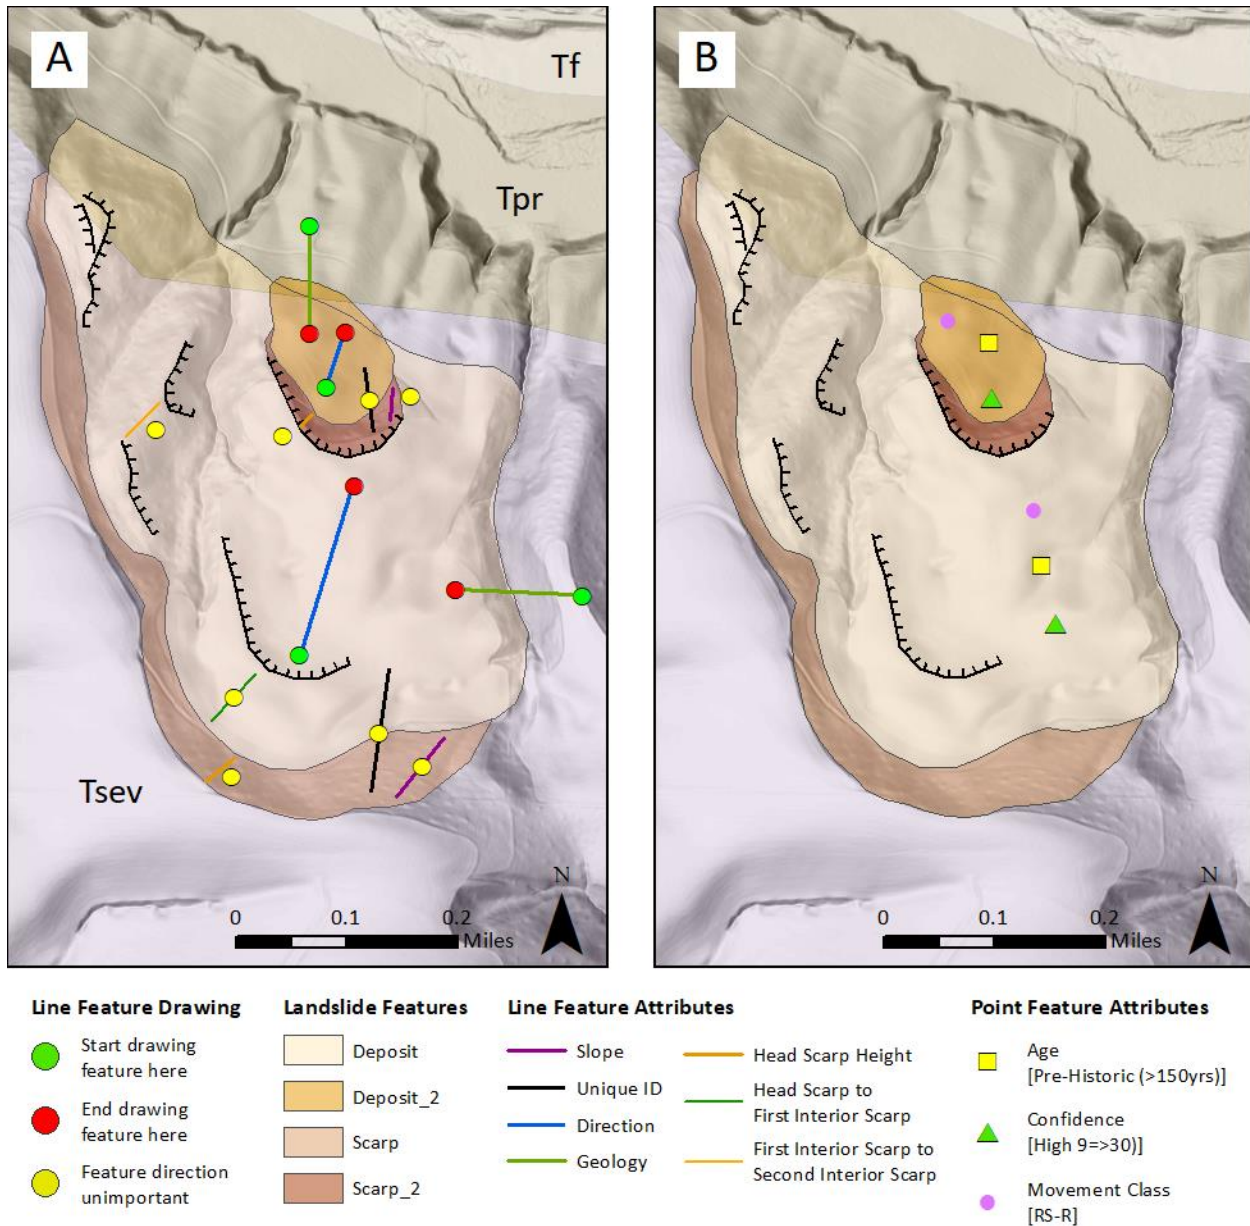 A
Tf
Tpr
Tsev
N
0 0.1 0.2
Miles
B
N
0 0.1 0.2
Miles
Line Feature Drawing
Start drawing
feature here
End drawing
feature here
Feature direction
unimportant
Landslide Features
Deposit
Deposit_2
Scarp
Scarp_2
Line Feature Attributes
Slope
Unique ID
Direction
Geology
Head Scarp Height
Head Scarp to
First Interior Scarp
First Interior Scarp to
Second Interior Scarp
Point Feature Attributes
Age
[Pre-Historic (>150yrs)]
Confidence
[High 9=>30)]
Movement Class
[RS-R]